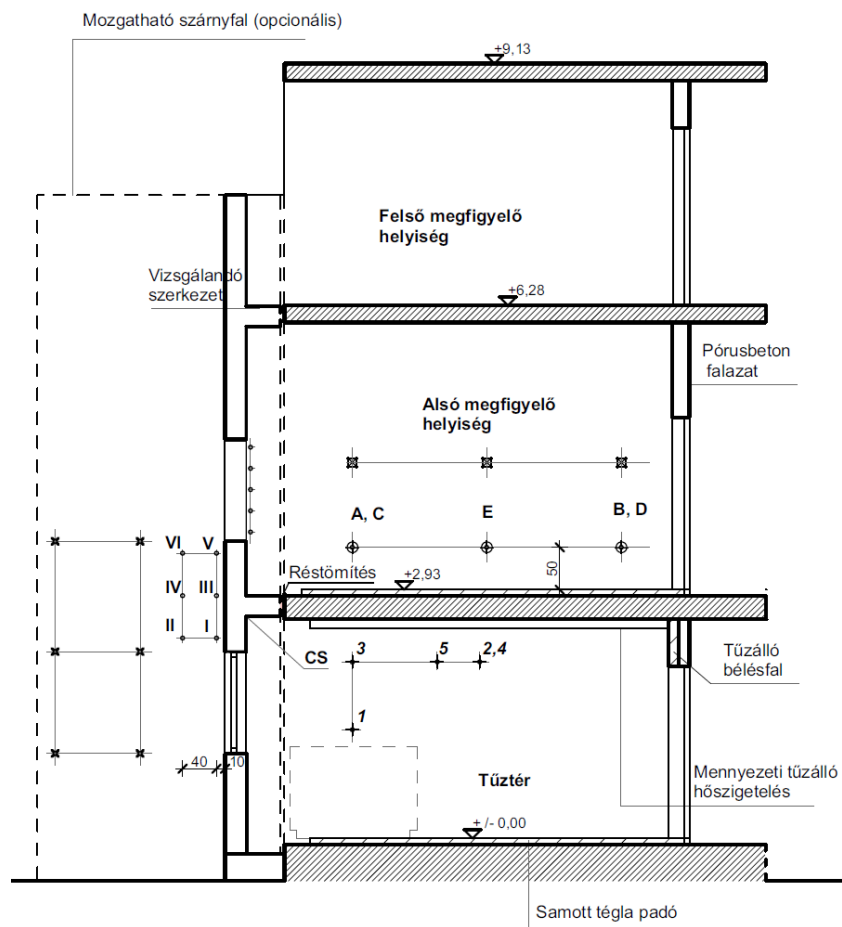 Mozgatható szárnyfal (opcionális)
+9,13
Felső megfigyelő
helyiség
Vizsgálandó
szerkezet
+6,28
Pórusbeton
falazat
Alsó megfigyelő
helyiség
A, C
E
B, D
VI
V
50
Réstömítés
+2,93
IV
III
II
I
CS
3
5
2,4
Tűzálló
bélésfal
1
40
10
Tűztér
Mennyezeti tűzálló
hőszigetelés
+ /- 0,00
Samott tégla padó